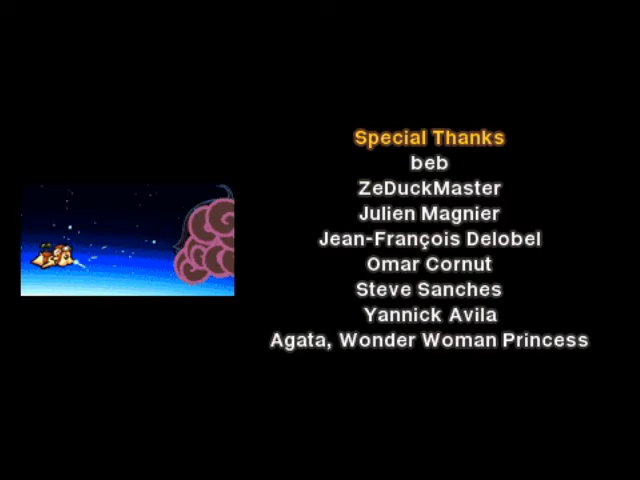 Special Thanks
beb
ZeDuckMaster
Julien Magnier
Jean-François Delobel
Omar Cornut
Steve Sanches
Yannick Avila
Agata, Wonder Woman Princess